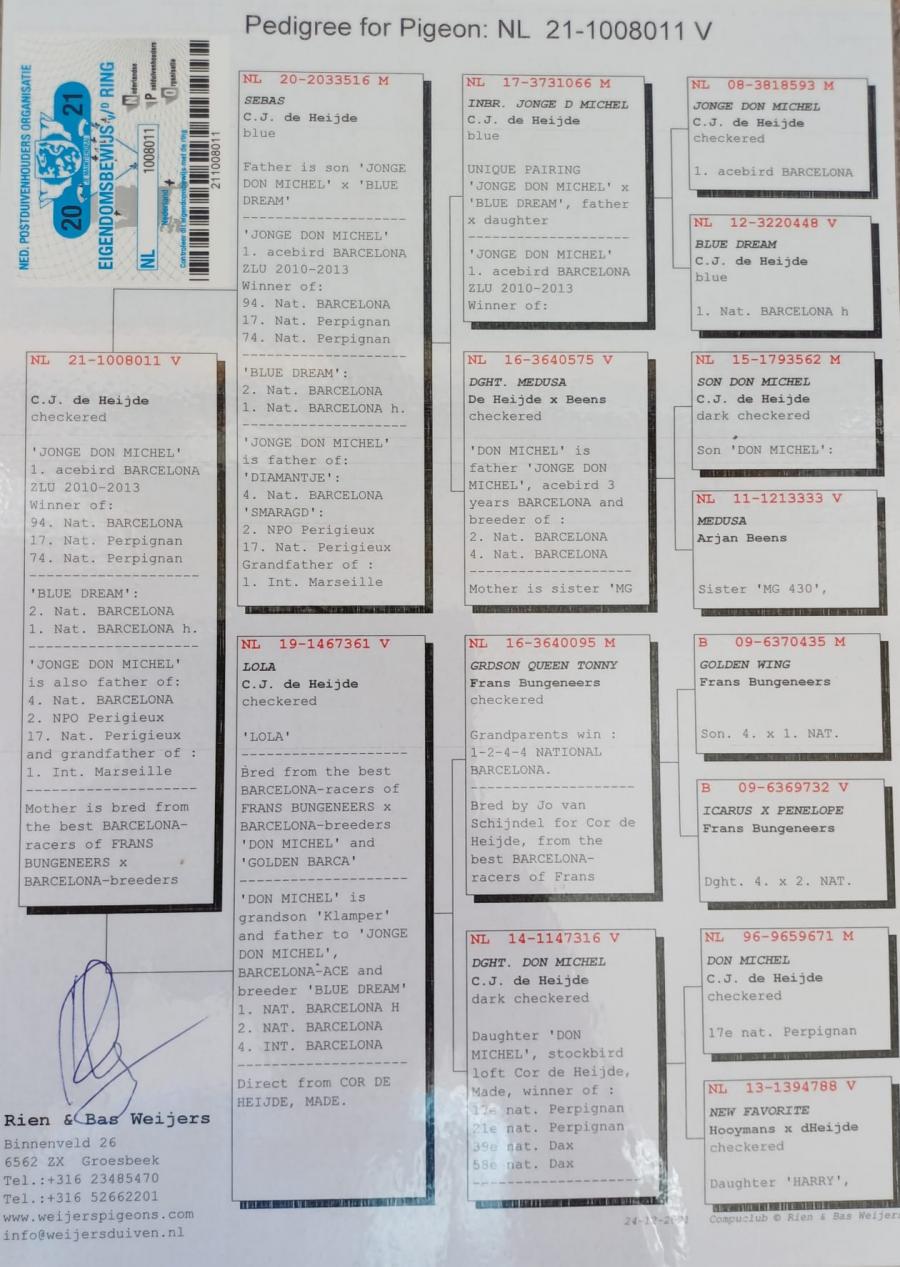 Pedigree for Pigeon: NL 21-1008011 V
NED. POSTDUIVENHOUDERS ORGANISATIE
20 21
EIGENDOMSBEWIJS v/d RING
Nederlandse
Postduivenhouders
Organisatie
NL 1008011
Nederland
Controleer dit eigendomsbewijs met de ring
211008011
NL 21-1008011 V
C.J. de Heijde
checkered
'JONGE DON MICHEL'
1. acebird BARCELONA
ZLU 2010-2013
Winner of:
94. Nat. BARCELONA
17. Nat. Perpignan
74. Nat. Perpignan
--------------------
'BLUE DREAM':
2. Nat. BARCELONA
1. Nat. BARCELONA h.
--------------------
'JONGE DON MICHEL'
is also father of:
4. Nat. BARCELONA
2. NPO Perigieux
17. Nat. Perigieux
and grandfather of :
1. Int. Marseille
--------------------
Mother is bred from
the best BARCELONA-
racers of FRANS
BUNGENEERS x
BARCELONA-breeders
NL 20-2033516 M
SEBAS
C.J. de Heijde
blue
Father is son 'JONGE
DON MICHEL' x 'BLUE
DREAM'
--------------------
'JONGE DON MICHEL'
1. acebird BARCELONA
ZLU 2010-2013
Winner of:
94. Nat. BARCELONA
17. Nat. Perpignan
74. Nat. Perpignan
--------------------
'BLUE DREAM':
2. Nat. BARCELONA
1. Nat. BARCELONA h.
--------------------
'JONGE DON MICHEL'
is father of:
'DIAMANTJE':
4. Nat. BARCELONA
'SMARAGD':
2. NPO Perigieux
17. Nat. Perigieux
Grandfather of :
1. Int. Marseille
NL 19-1467361 V
LOLA
C.J. de Heijde
checkered
'LOLA'
--------------------
Bred from the best
BARCELONA-racers of
FRANS BUNGENEERS x
BARCELONA-breeders
'DON MICHEL' and
'GOLDEN BARCA'
--------------------
'DON MICHEL' is
grandson 'Klamper'
and father to 'JONGE
DON MICHEL',
BARCELONA-ACE and
breeder 'BLUE DREAM'
1. NAT. BARCELONA H
2. NAT. BARCELONA
4. INT. BARCELONA
--------------------
Direct from COR DE
HEIJDE, MADE.
NL 17-3731066 M
INBR. JONGE D MICHEL
C.J. de Heijde
blue
UNIQUE PAIRING
'JONGE DON MICHEL' x
'BLUE DREAM', father
x daughter
--------------------
'JONGE DON MICHEL'
1. acebird BARCELONA
ZLU 2010-2013
Winner of:
NL 16-3640575 V
DGHT. MEDUSA
De Heijde x Beens
checkered
'DON MICHEL' is
father 'JONGE DON
MICHEL', acebird 3
years BARCELONA and
breeder of :
2. Nat. BARCELONA
4. Nat. BARCELONA
--------------------
Mother is sister 'MG
NL 16-3640095 M
GRDSON QUEEN TONNY
Frans Bungeneers
checkered
Grandparents win :
1-2-4-4 NATIONAL
BARCELONA.
--------------------
Bred by Jo van
Schijndel for Cor de
Heijde, from the
best BARCELONA-
racers of Frans
NL 14-1147316 V
DGHT. DON MICHEL
C.J. de Heijde
dark checkered
Daughter 'DON
MICHEL', stockbird
loft Cor de Heijde,
Made, winner of :
17e nat. Perpignan
21e nat. Perpignan
39e nat. Dax
58e nat. Dax
--------------------
NL 08-3818593 M
JONGE DON MICHEL
C.J. de Heijde
checkered
1. acebird BARCELONA
NL 12-3220448 V
BLUE DREAM
C.J. de Heijde
blue
1. Nat. BARCELONA h
NL 15-1793562 M
SON DON MICHEL
C.J. de Heijde
dark checkered
Son 'DON MICHEL':
NL 11-1213333 V
MEDUSA
Arjan Beens
Sister 'MG 430',
B 09-6370435 M
GOLDEN WING
Frans Bungeneers
Son. 4. x 1. NAT.
B 09-6369732 V
ICARUS X PENELOPE
Frans Bungeneers
Dght. 4. x 2. NAT.
NL 96-9659671 M
DON MICHEL
C.J. de Heijde
checkered
17e nat. Perpignan
NL 13-1394788 V
NEW FAVORITE
Hooymans x dHeijde
checkered
Daughter 'HARRY',
Rien & Bas Weijers
Binnenveld 26
6562 ZX Groesbeek
Tel.:+316 23485470
Tel.:+316 52662201
www.weijerspigeons.com
info@weijersduiven.nl
Compuclub © Rien & Bas Weijers